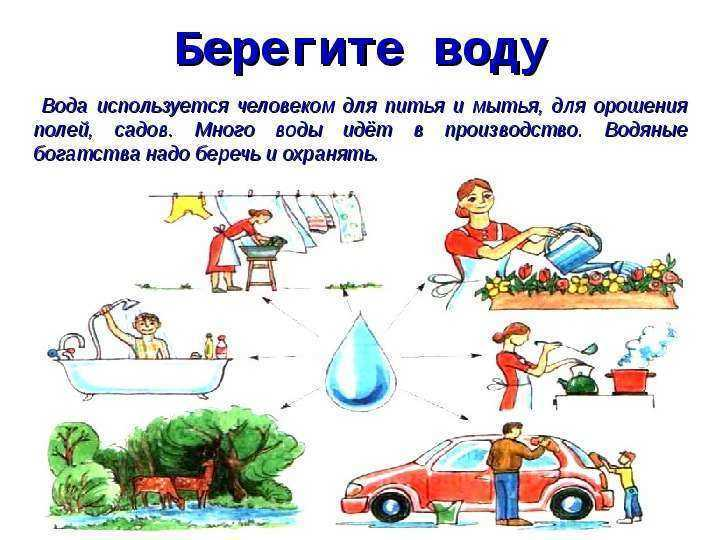 Берегите воду
Вода используется человеком для питья и мытья, для орошения
полей, садов. Много воды идёт в производство. Водяные
богатства надо беречь и охранять.